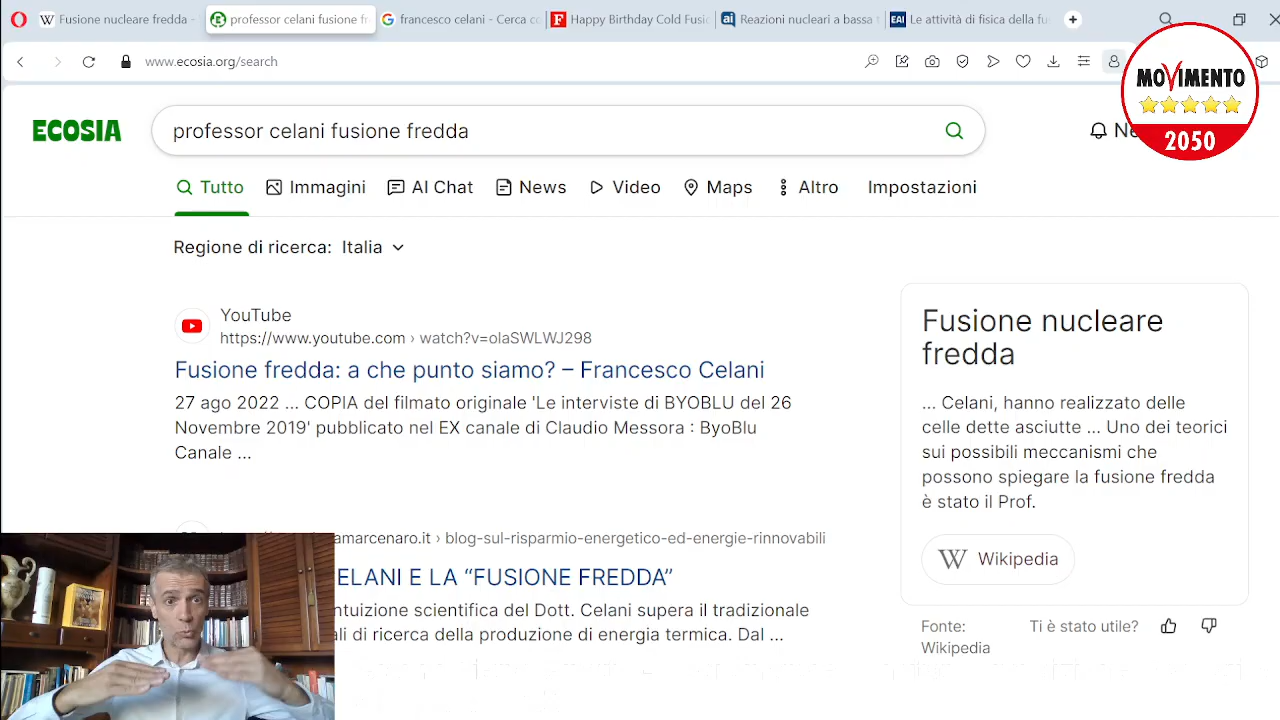 Fusione nucleare fredda -
professor celani fusione fr
francesco celani - Cerca co
Happy Birthday Cold Fusi
Reazioni nucleari a bassa t
Le attività di fisica della fu
www.ecosia.org/search
MOVIMENTO
2050
ECOSIA
professor celani fusione fredda
Tutto
Immagini
AI Chat
News
Video
Maps
Altro
Impostazioni
Regione di ricerca: Italia
YouTube
https://www.youtube.com › watch?v=olaSWLWJ298
Fusione fredda: a che punto siamo? – Francesco Celani
27 ago 2022 ... COPIA del filmato originale 'Le interviste di BYOBLU del 26
Novembre 2019' pubblicato nel EX canale di Claudio Messora : ByoBlu
Canale ...
amarcenaro.it › blog-sul-risparmio-energetico-ed-energie-rinnovabili
ELANI E LA “FUSIONE FREDDA”
ntuizione scientifica del Dott. Celani supera il tradizionale
ali di ricerca della produzione di energia termica. Dal ...
Fusione nucleare
fredda
... Celani, hanno realizzato delle
celle dette asciutte ... Uno dei teorici
sui possibili meccanismi che
possono spiegare la fusione fredda
è stato il Prof.
Wikipedia
Fonte:
Wikipedia
Ti è stato utile?